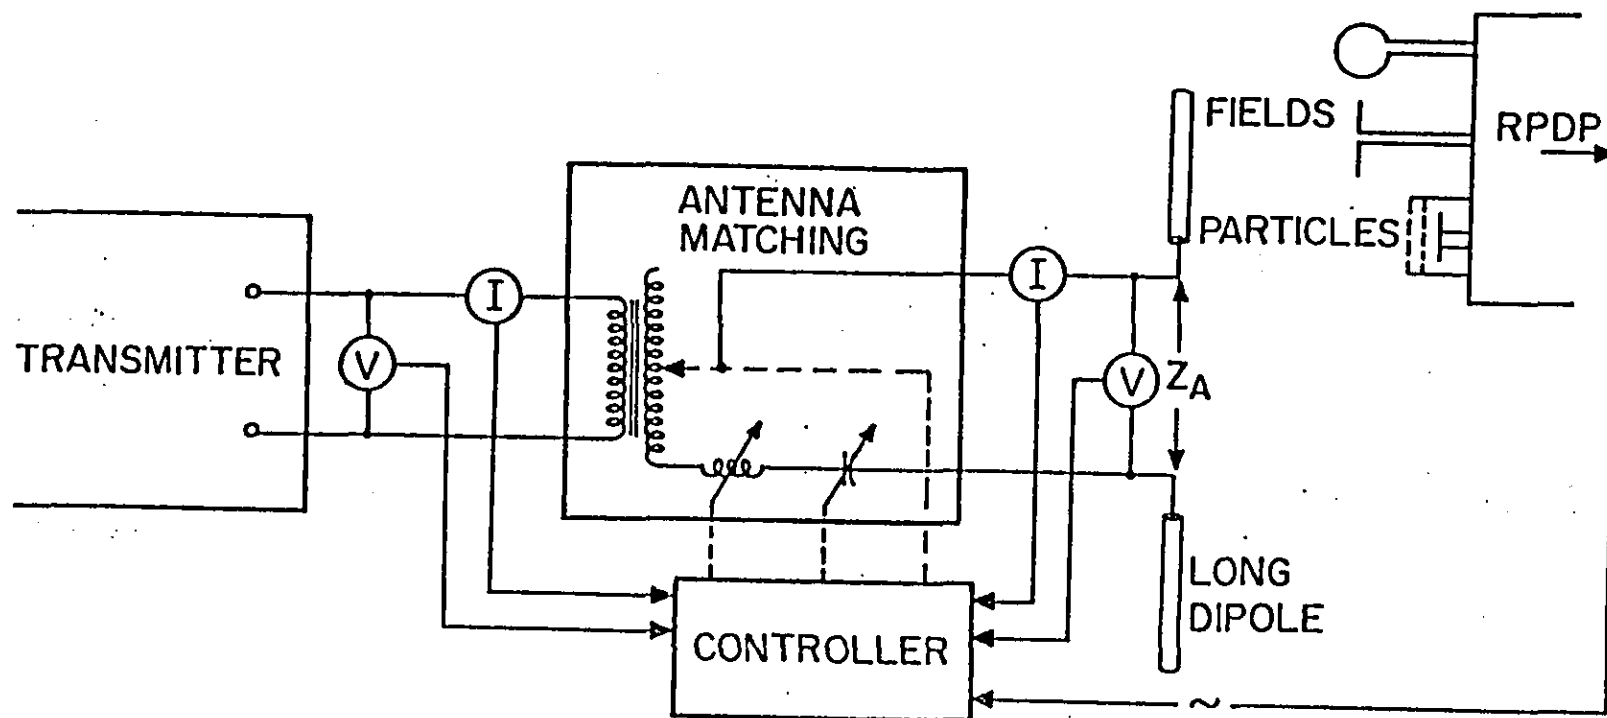 FIELDS
RPDP
ANTENNA
MATCHING
PARTICLES
I
I
TRANSMITTER
V
V
ZA
LONG
DIPOLE
CONTROLLER
~